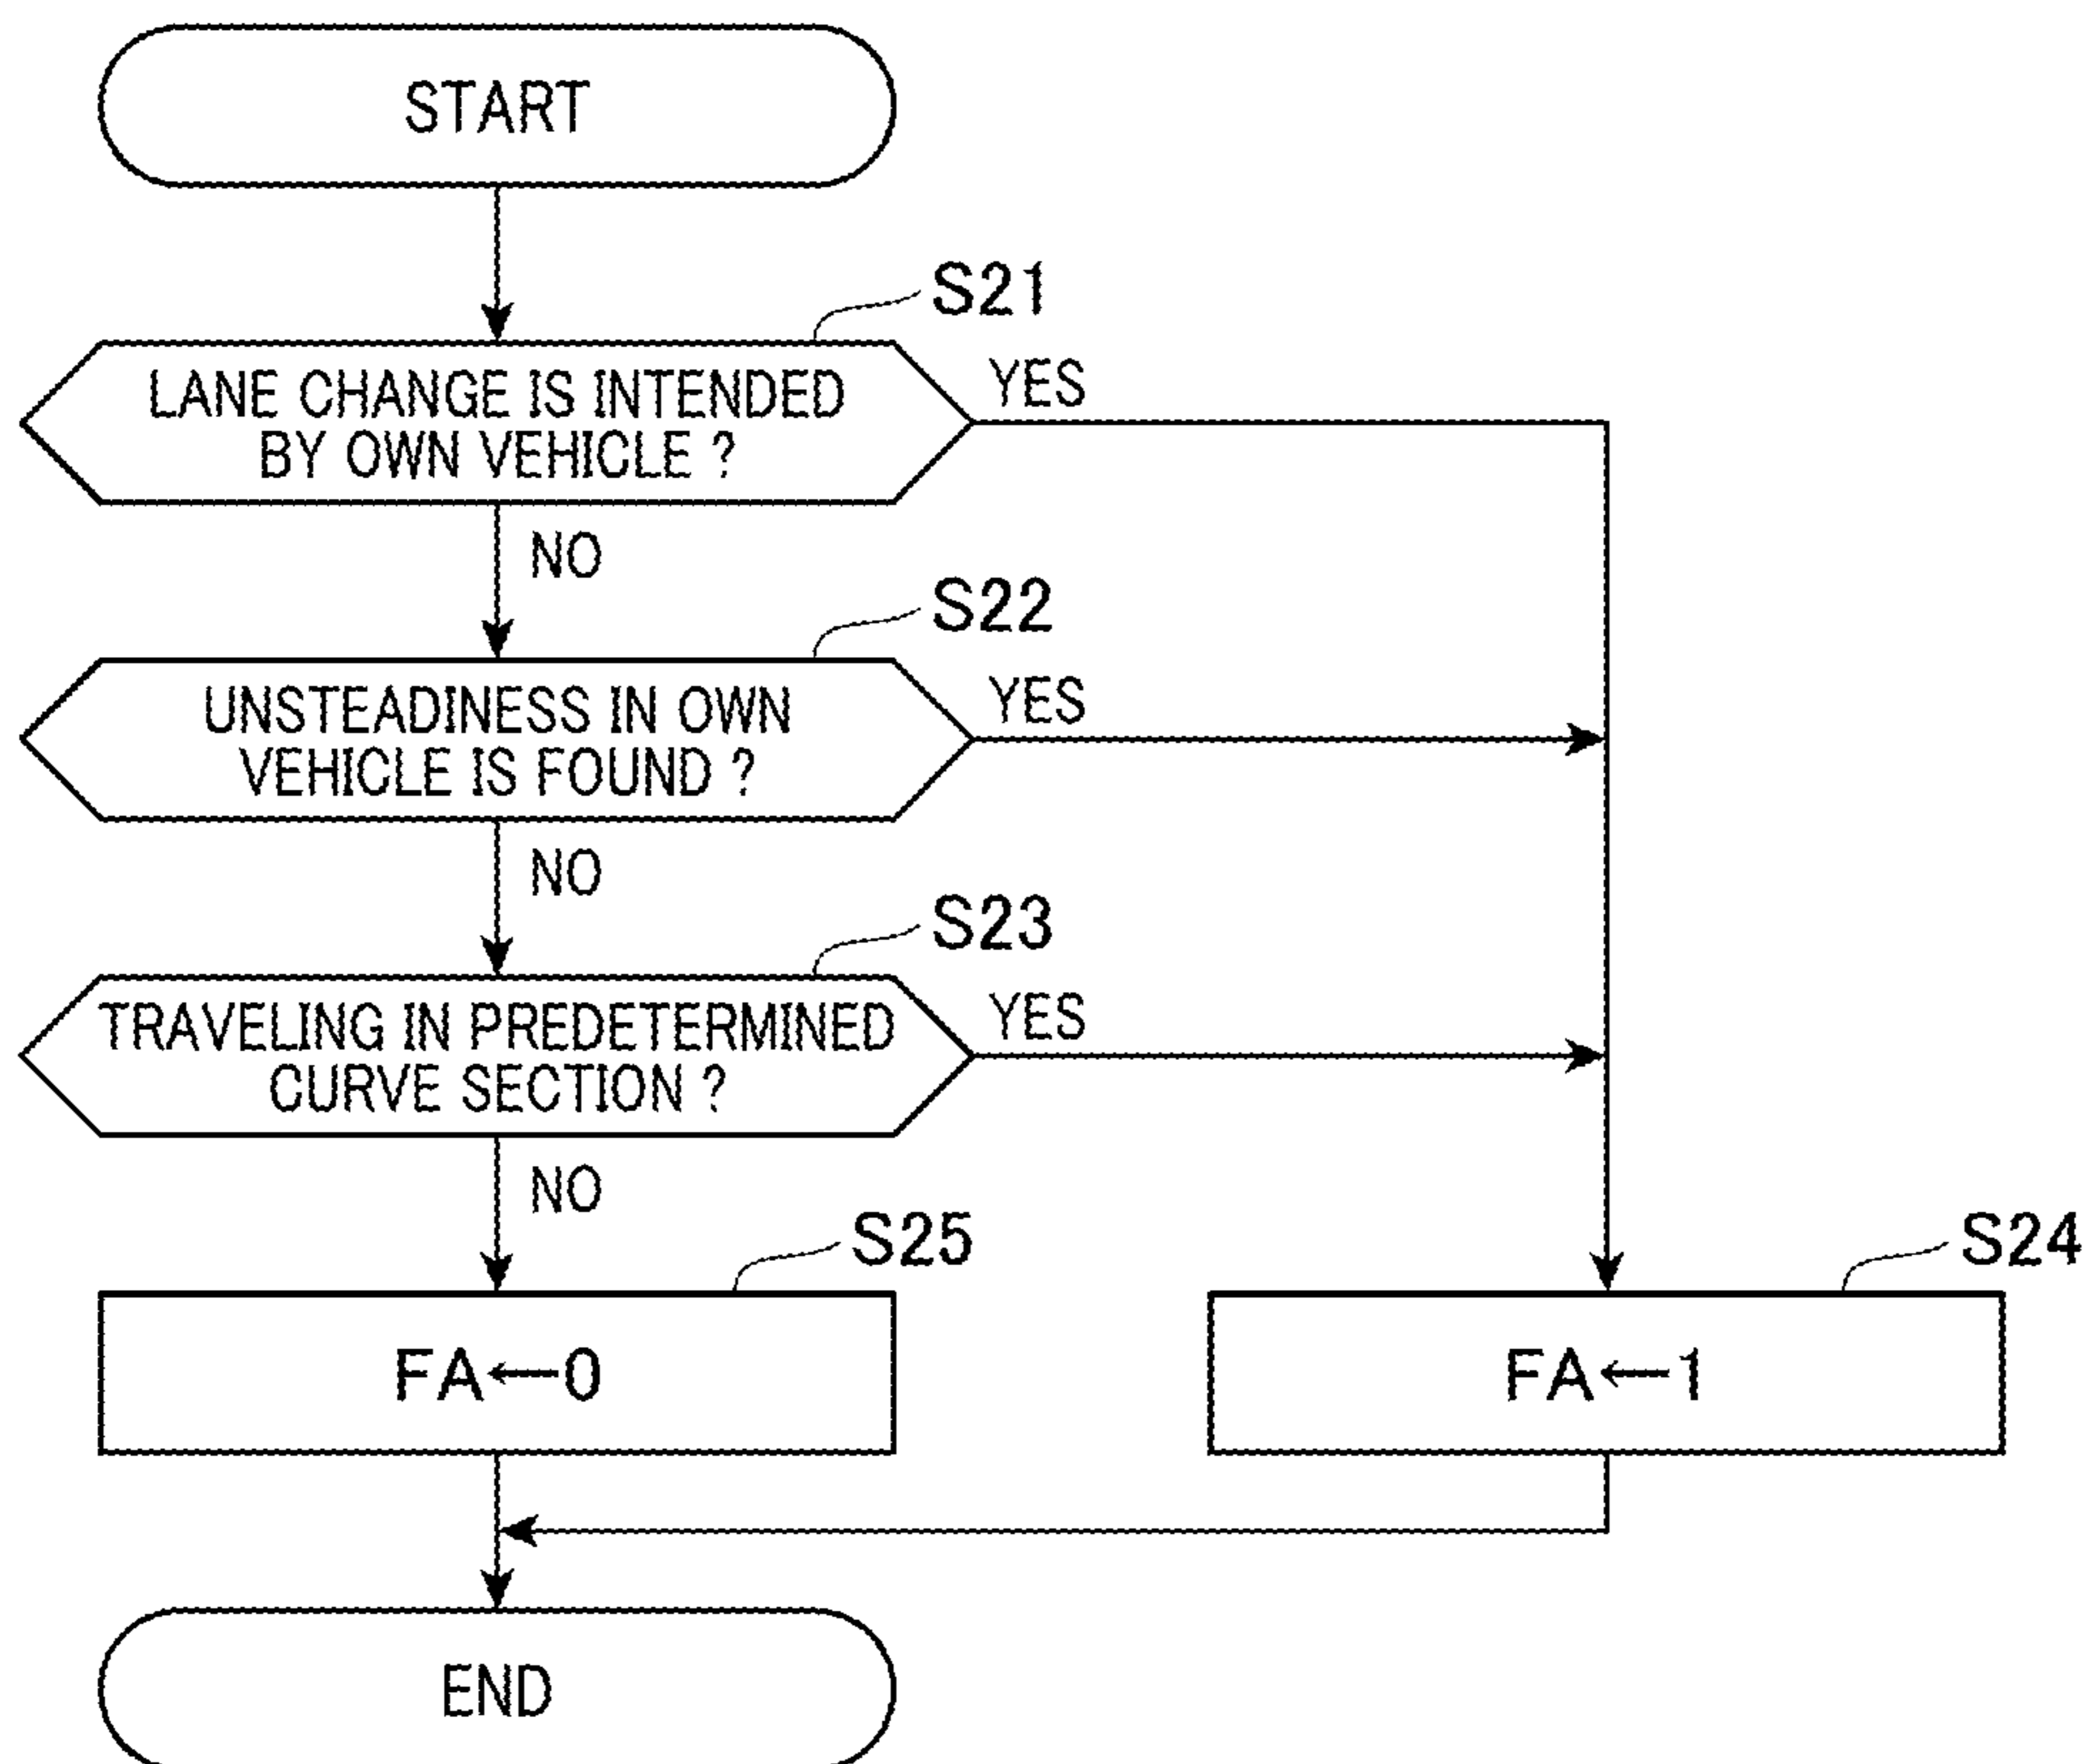 START
S21
LANE CHANGE IS INTENDED
BY OWN VEHICLE ?
YES
NO
S22
UNSTEADINESS IN OWN
VEHICLE IS FOUND ?
YES
NO
S23
TRAVELING IN PREDETERMINED
CURVE SECTION ?
YES
NO
S25
FA←0
S24
FA←1
END